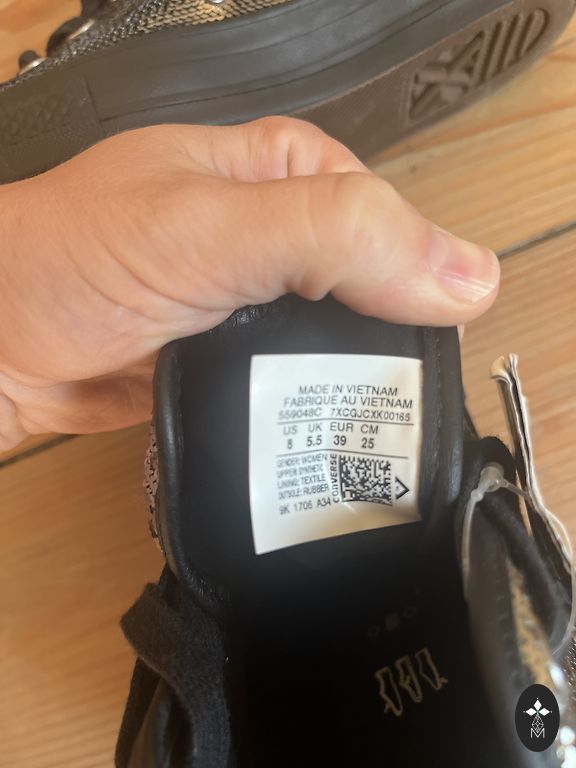 MADE IN VIETNAM
FABRIQUE AU VIETNAM
559048C 7XCGJCXK00165
US UK EUR CM
8 5.5 39 25
GENDER: WOMEN
UPPER: SYNTHETIC
LINING: TEXTILE
OUTSOLE: RUBBER
CONVERSE
9K 1706 A34
M